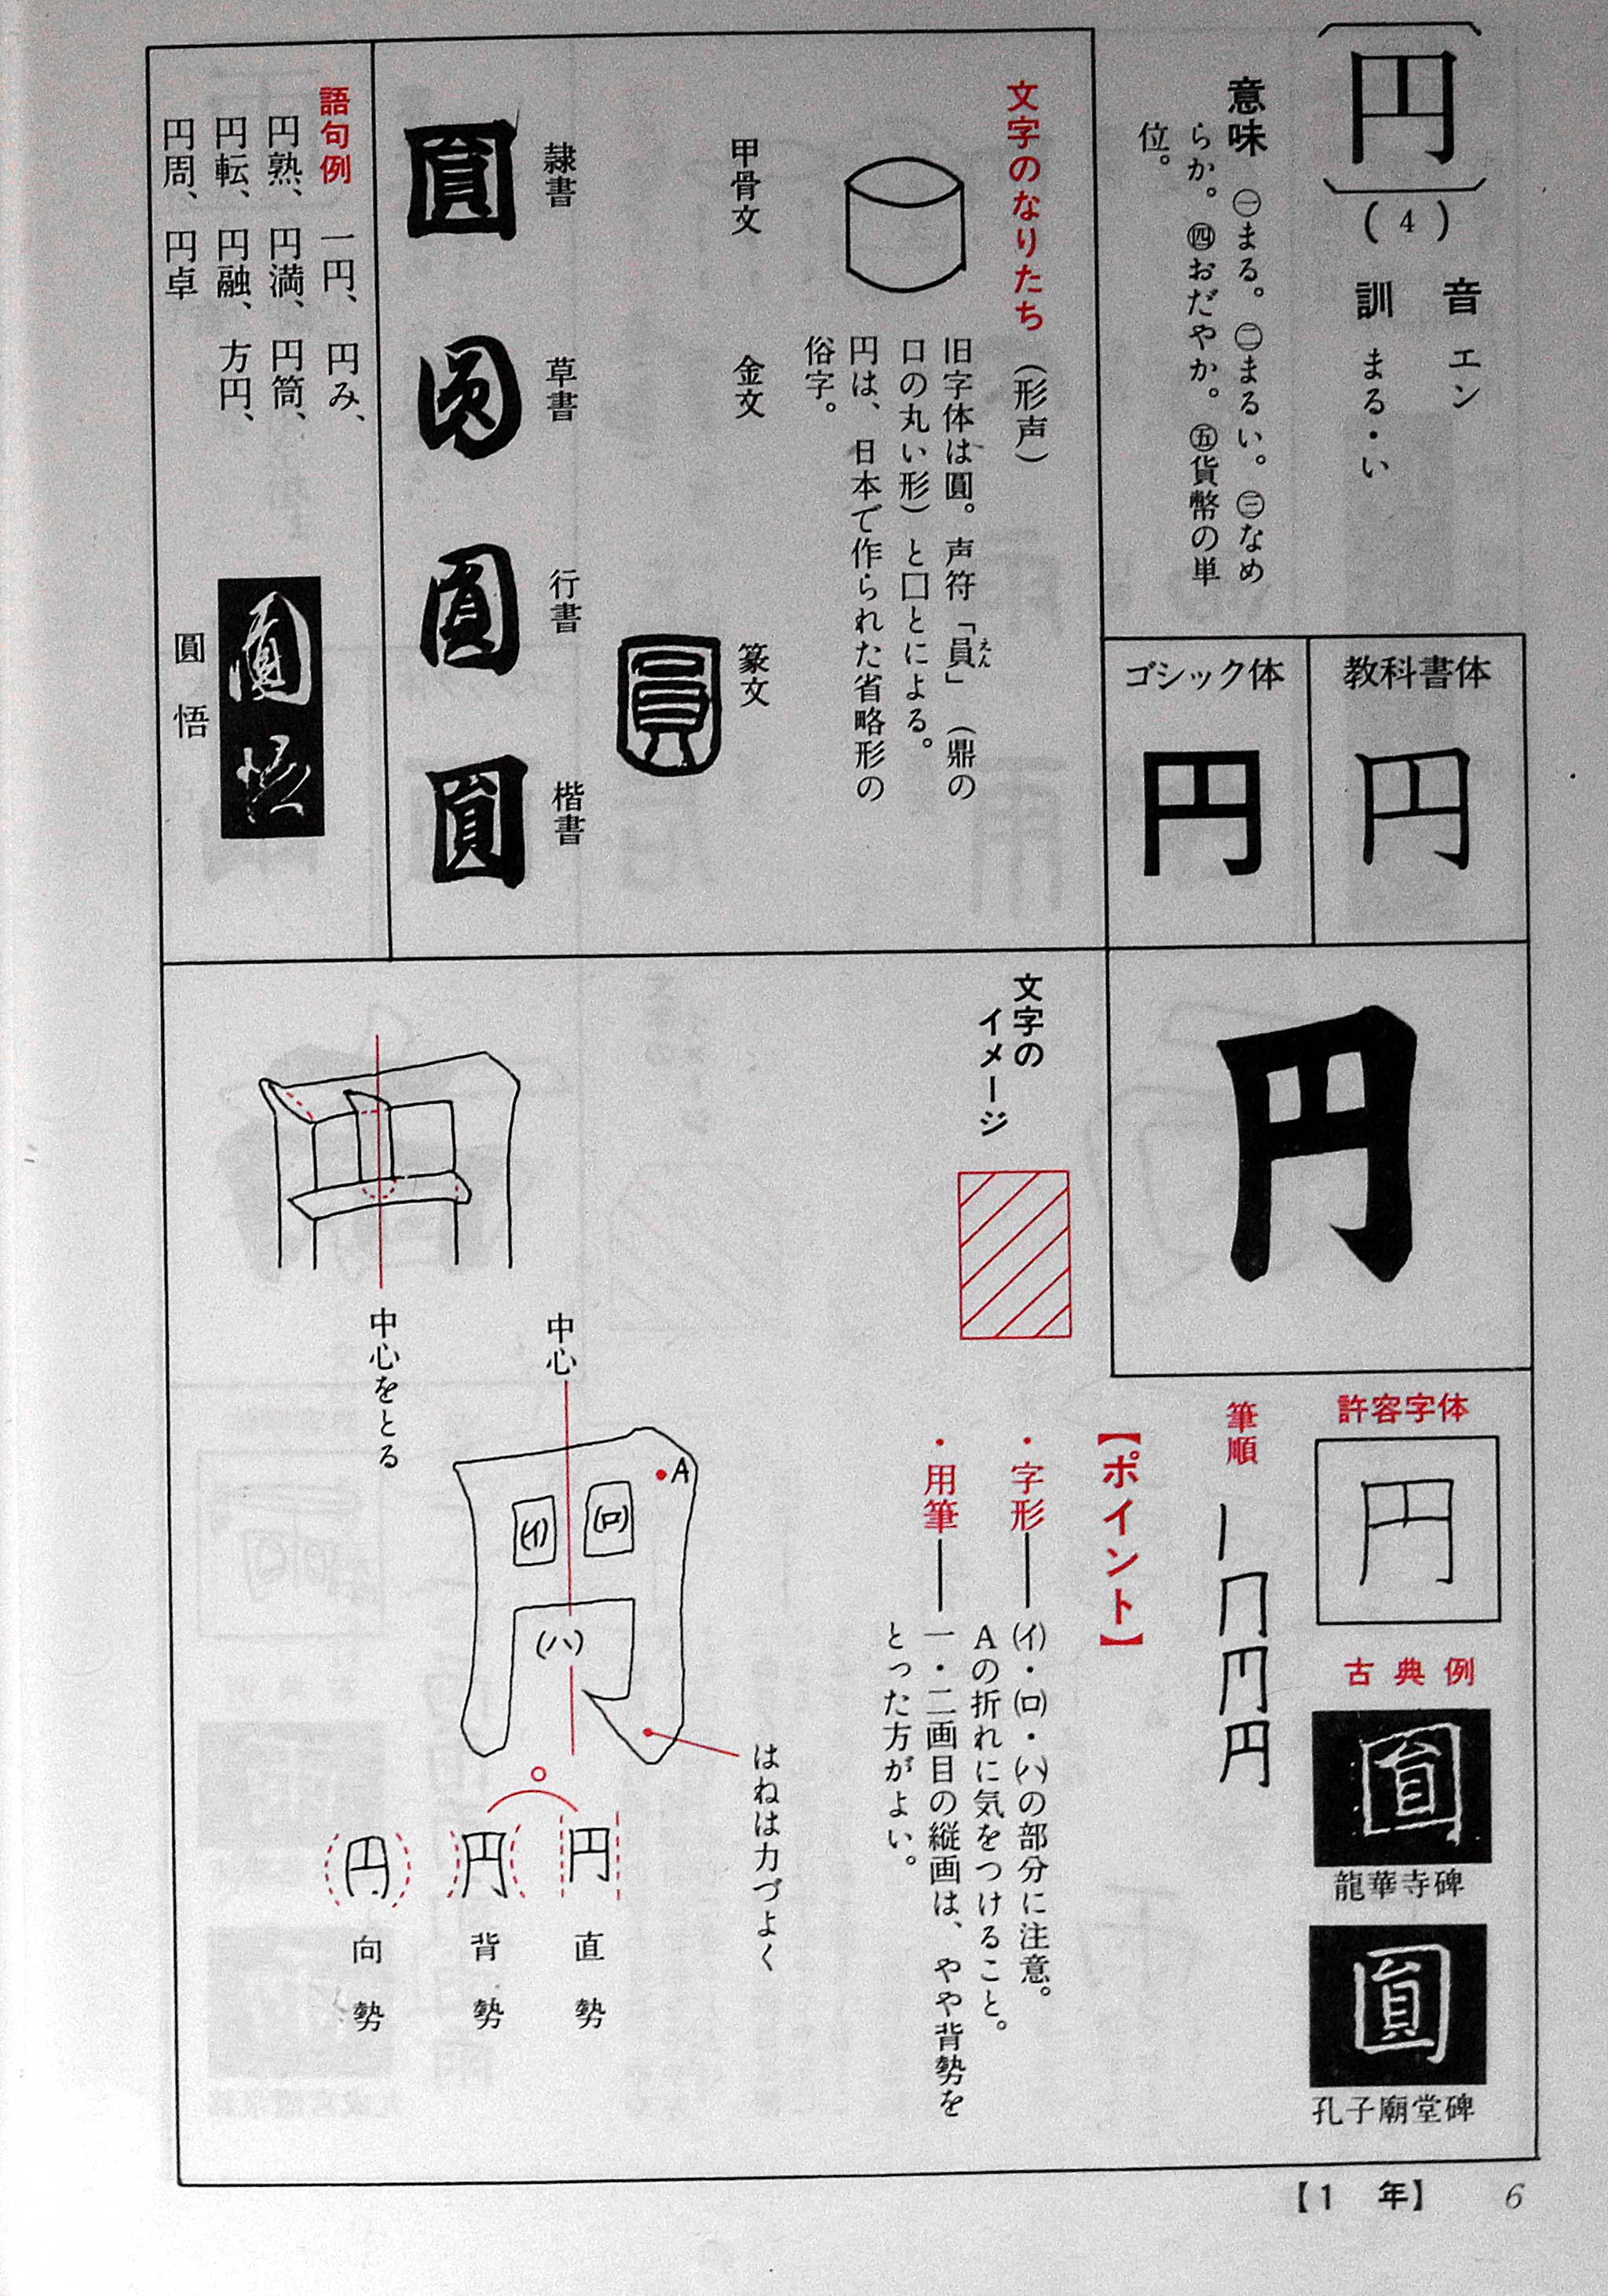 円
(4)
音 エン
訓 まる・い
意味 ㊀まる。㊁まるい。㊂なめ
らか。㊃おだやか。㊄貨幣の単
位。
教科書体
円
ゴシック体
円
文字のなりたち(形声)
旧字体は圓。声符「員」(鼎の
えん
口の丸い形)と囗とによる。
円は、日本で作られた省略形の
俗字。
甲骨文
金文
篆文
圓
隷書
草書
行書
楷書
圓
圓
圓
圓
語句例 一円、円み、
円熟、円満、円筒、
円転、円融、方円、
円周、円卓
圓悟
圓悟
円
許容字体
円
古典例
圓
龍華寺碑
圓
孔子廟堂碑
筆順
円
【ポイント】
・字形——(イ)・(ロ)・(ハ)の部分に注意。
Aの折れに気をつけること。
・用筆——一・二画目の縦画は、やや背勢を
とった方がよい。
文字の
イメージ
中心
A
(イ)
(ロ)
(ハ)
はねは力づよく
中心をとる
円
直勢
円
背勢
円
向勢
【1 年】
6